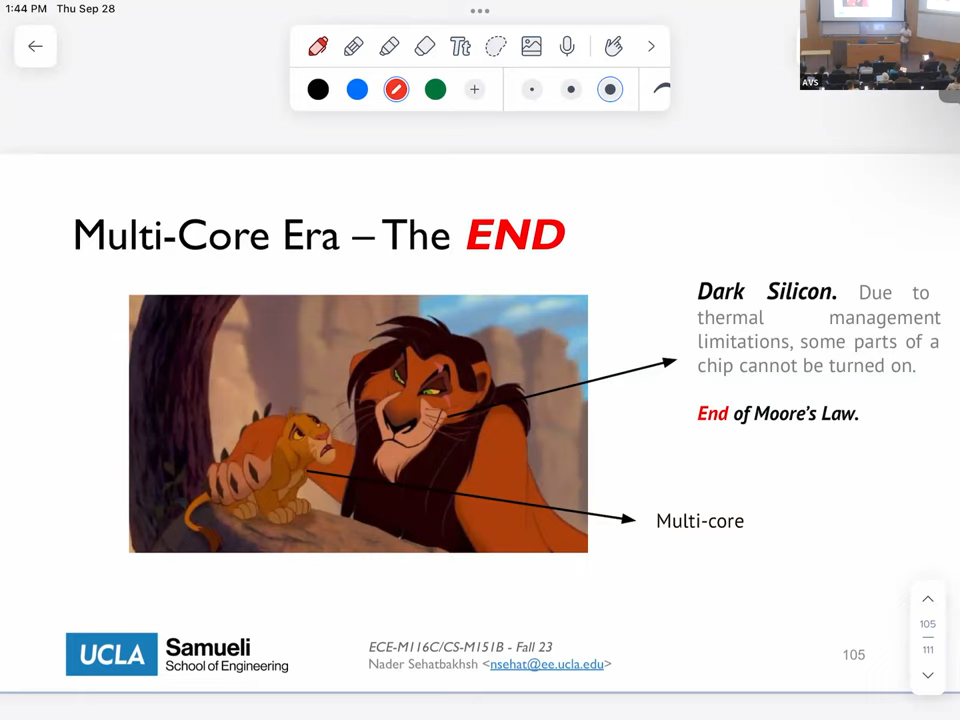 1:44 PM Thu Sep 28
Tt
AVS
Multi-Core Era – The END
Dark Silicon. Due to
thermal management
limitations, some parts of a
chip cannot be turned on.
End of Moore's Law.
Multi-core
UCLA Samueli
School of Engineering
ECE-M116C/CS-M151B - Fall 23
Nader Sehatbakhsh <nsehat@ee.ucla.edu>
105
105
111